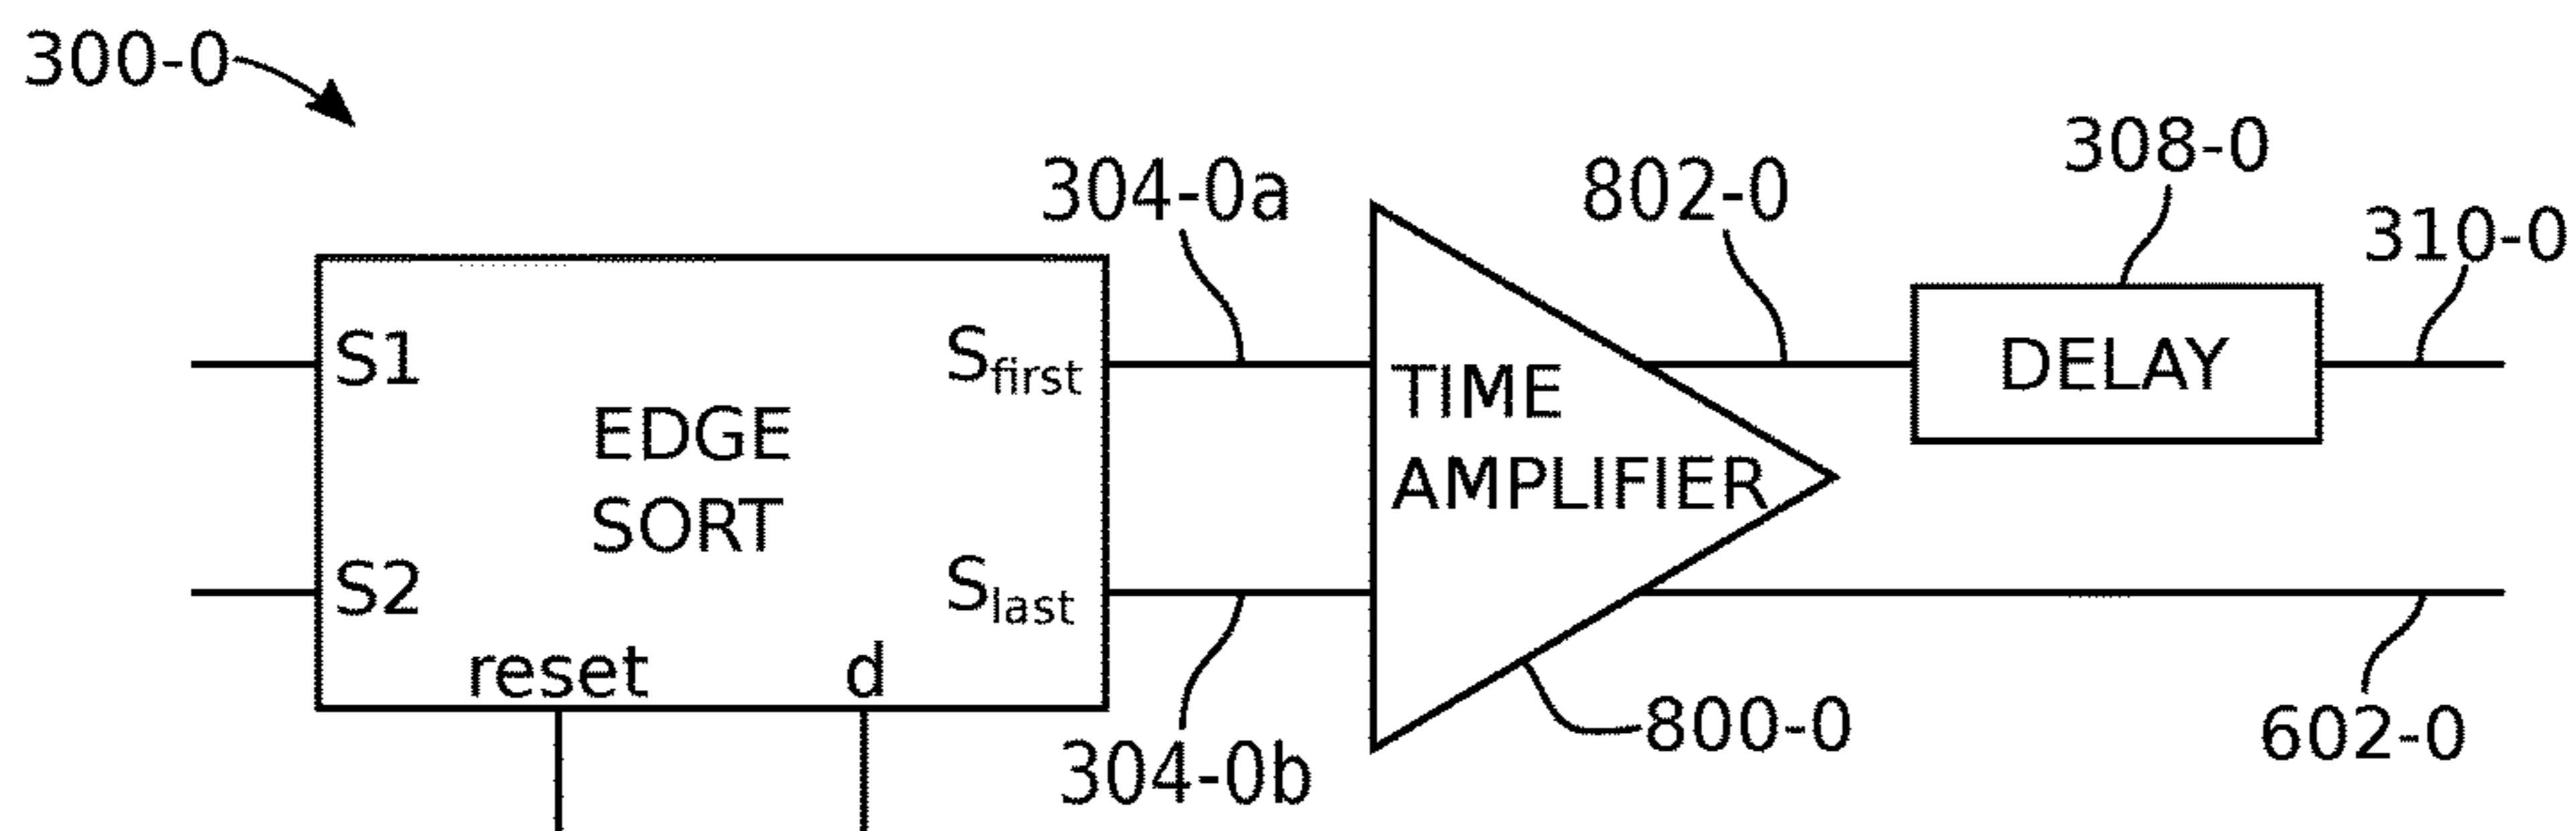 300-0
304-0a
802-0
308-0
310-0
S1
Sfirst
TIME
DELAY
EDGE
AMPLIFIER
SORT
S2
Slast
reset
d
304-0b
800-0
602-0